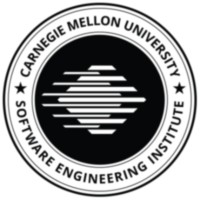 CARNEGIE MELLON UNIVERSITY
SOFTWARE ENGINEERING INSTITUTE